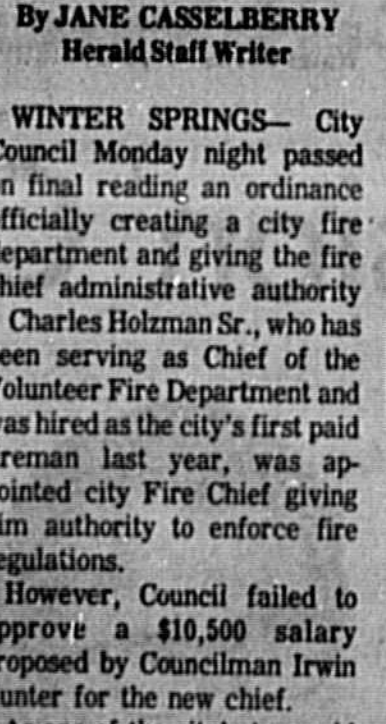 By JANE CASSELBERRY
Herald Staff Writer
WINTER SPRINGS— City
ouncil Monday night passed
n final reading an ordinance
fficially creating a city fire
epartment and giving the fire
hief administrative authority
Charles Holzman Sr., who has
een serving as Chief of the
olunteer Fire Department and
as hired as the city's first paid
reman last year, was ap-
ointed city Fire Chief giving
im authority to enforce fire
egulations.
However, Council failed to
pprove a $10,500 salary
roposed by Councilman Irwin
unter for the new chief.